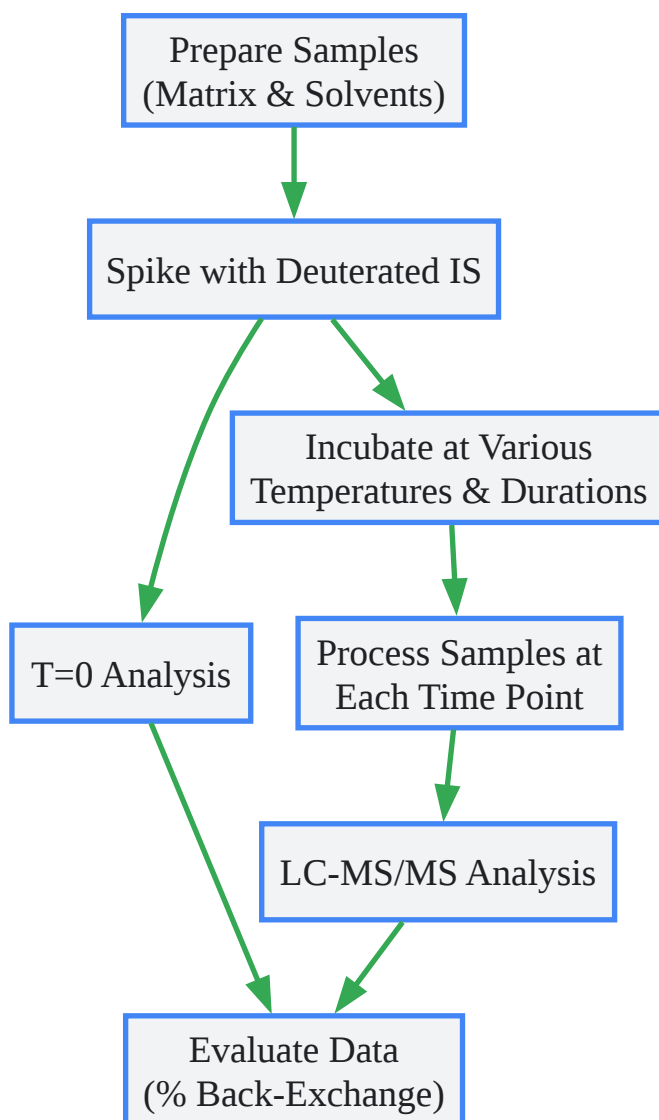 Prepare Samples
(Matrix & Solvents)
Spike with Deuterated IS
Incubate at Various
Temperatures & Durations
T=0 Analysis
Process Samples at
Each Time Point
LC-MS/MS Analysis
Evaluate Data
(% Back-Exchange)